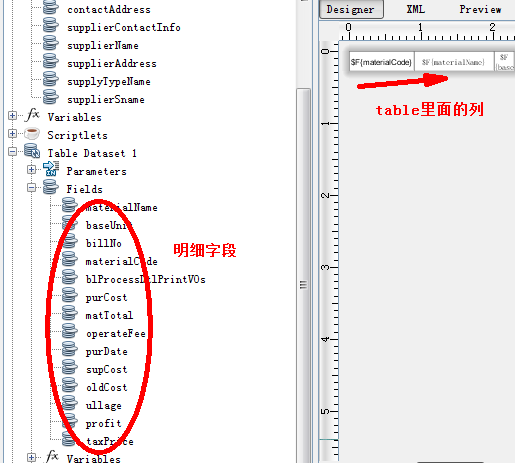 contactAddress
supplierContactInfo
supplierName
supplierAddress
supplyTypeName
supplierSname
Variables
Scriptlets
Table Dataset 1
Parameters
Fields
materialName
baseUnit
billNo
materialCode
blProcessDtlPrintVOs
purCost
matTotal
operateFee
purDate
supCost
oldCost
ullage
profit
taxPrice
Variables
明细字段
Designer XML Preview
0 1 2
0
1
2
3
4
5
$F{materialCode} $F{materialName} $F
{base
table里面的列